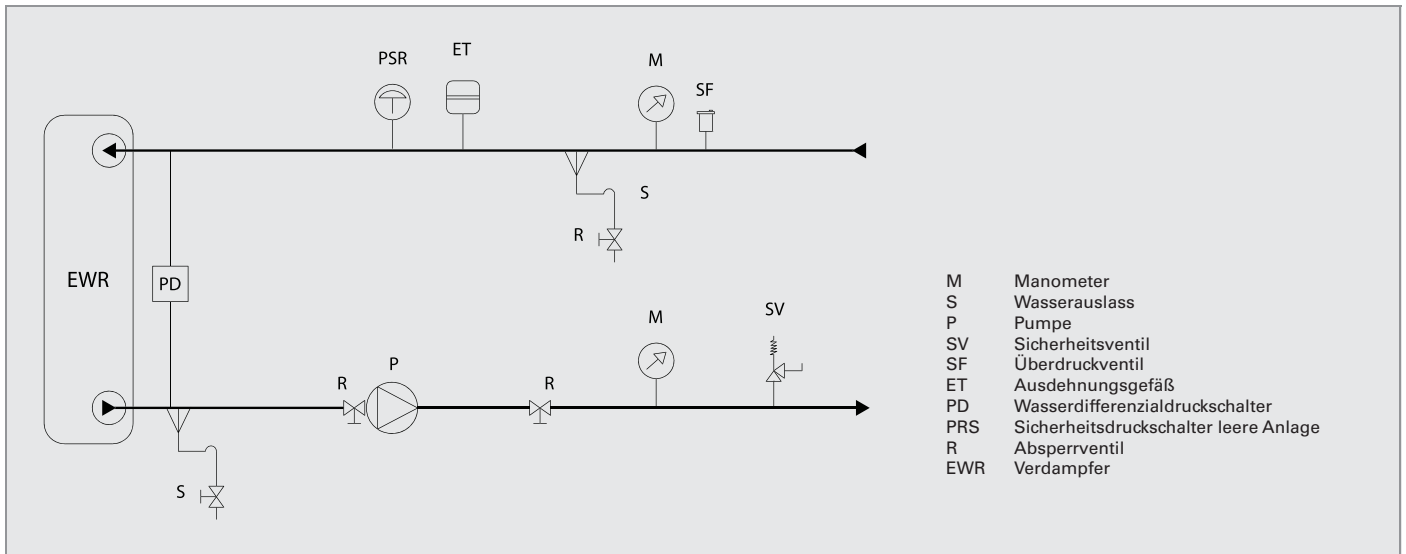 ET
PSR
M
SF
S
R
EWR
PD
M
SV
P
R
R
S
M Manometer
S Wasserauslass
P Pumpe
SV Sicherheitsventil
SF Überdruckventil
ET Ausdehnungsgefäß
PD Wasserdifferenzialdruckschalter
PRS Sicherheitsdruckschalter leere Anlage
R Absperrventil
EWR Verdampfer